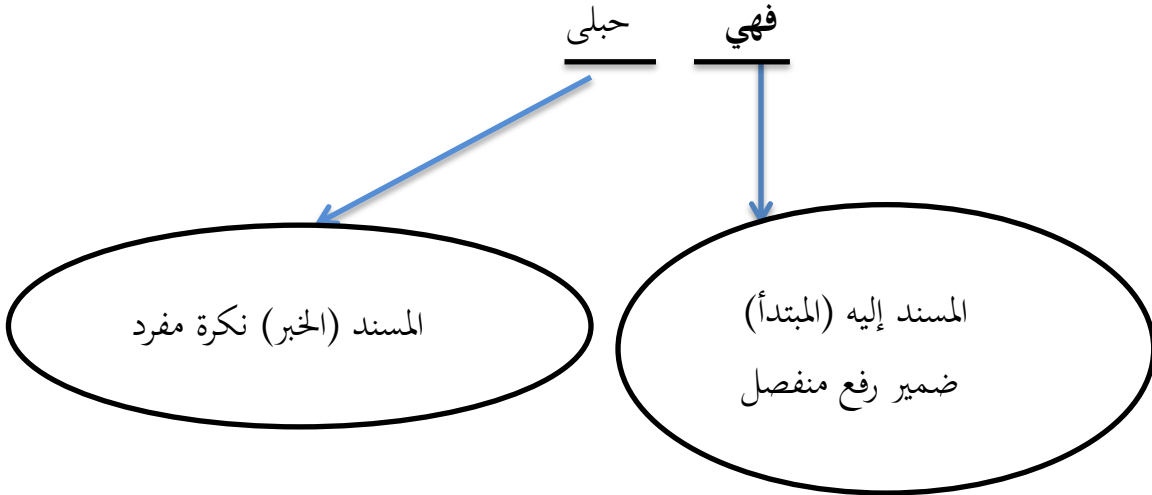 فهي حبلى
المسند إليه (المبتدأ)
ضمير رفع منفصل
المسند (الخبر) نكرة مفرد